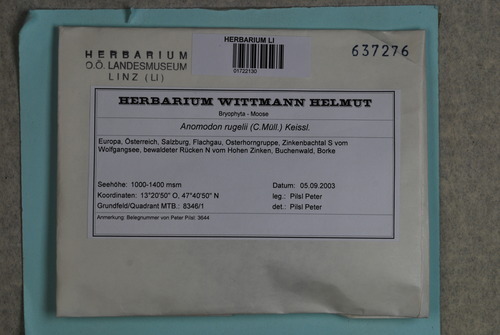 HERBARIUM
O.Ö. LANDESMUSEUM
LINZ (LI)
HERBARIUM LI
01722130
637276
HERBARIUM WITTMANN HELMUT
Bryophyta - Moose
Anomodon rugelii (C.Müll.) Keissl.
Europa, Österreich, Salzburg, Flachgau, Osterhorngruppe, Zinkenbachtal S vom
Wolfgangsee, bewaldeter Rücken N vom Hohen Zinken, Buchenwald, Borke
Seehöhe: 1000-1400 msm
Datum: 05.09.2003
Koordinaten: 13°20'50" O, 47°40'50" N
leg.: Pilsl Peter
Grundfeld/Quadrant MTB.: 8346/1
det.: Pilsl Peter
Anmerkung: Belegnummer von Peter Pilsl: 3644